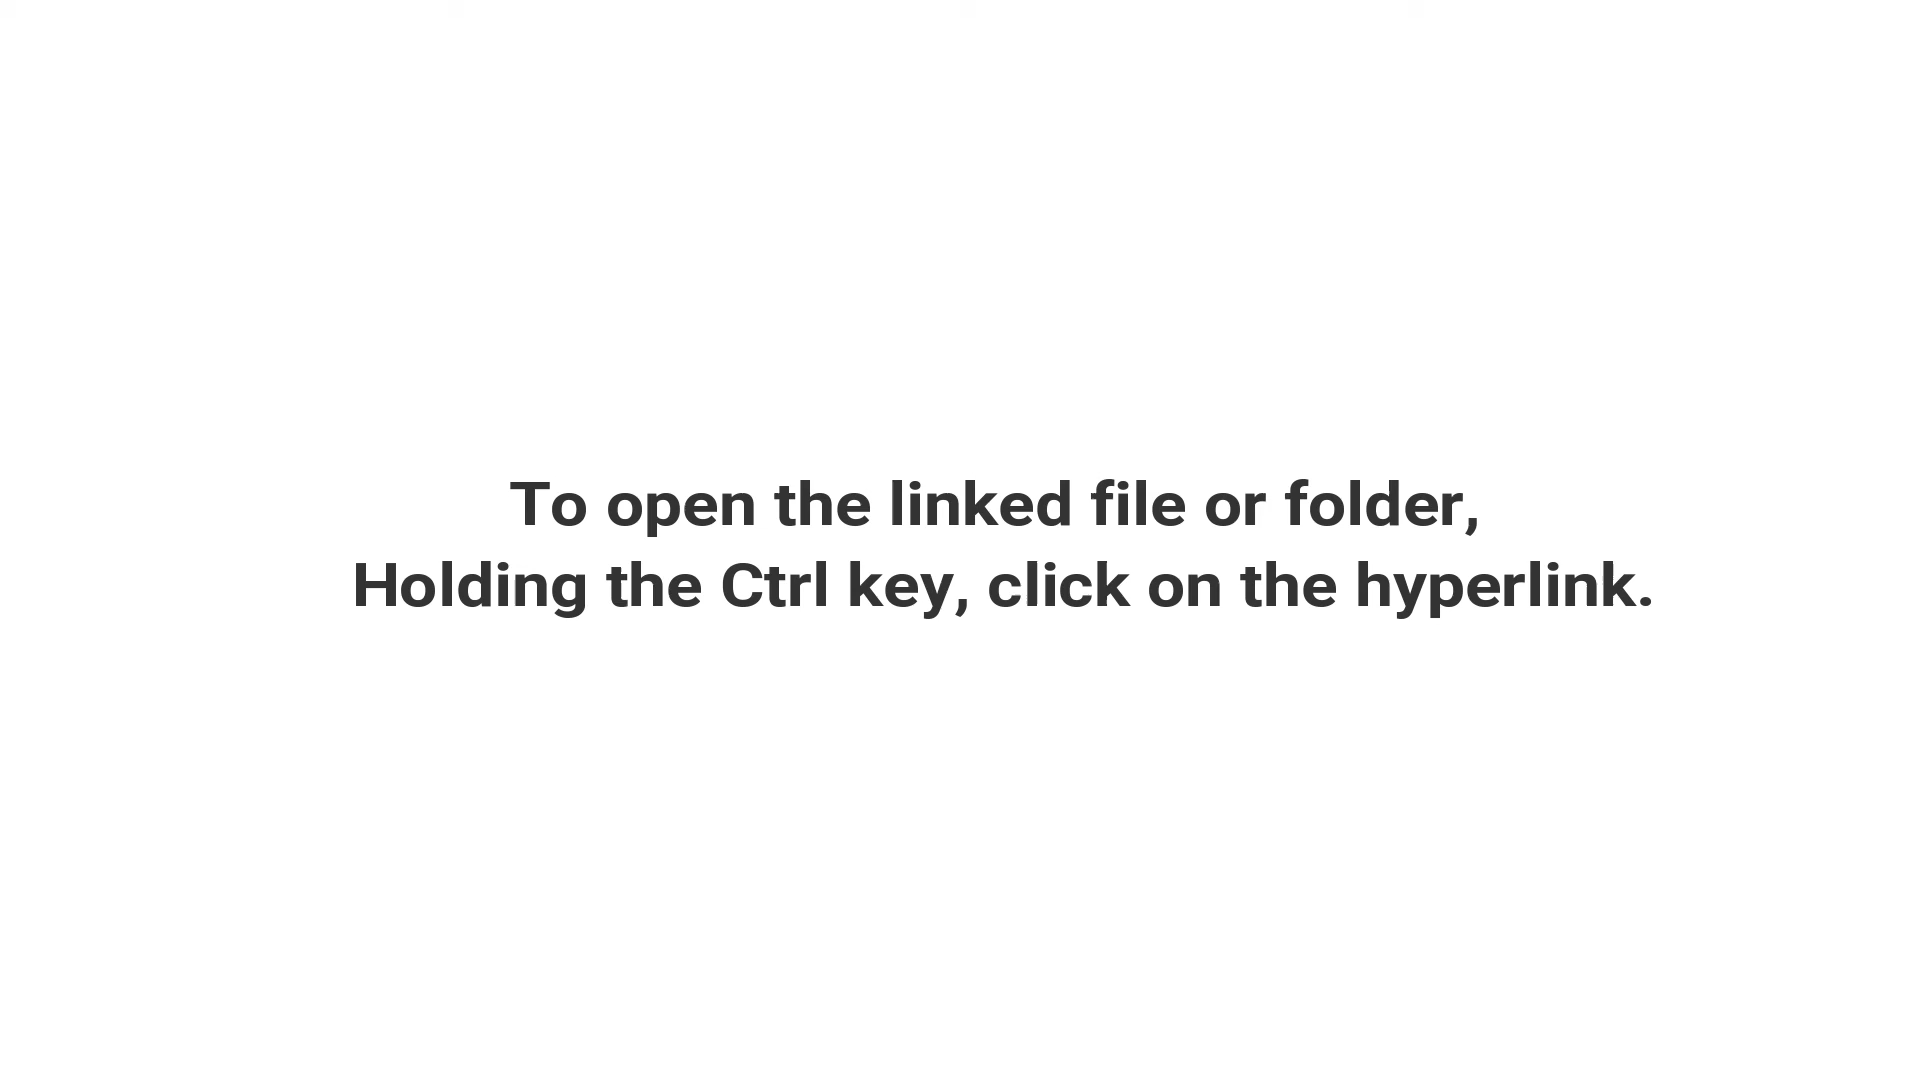 To open the linked file or folder,
Holding the Ctrl key, click on the hyperlink.